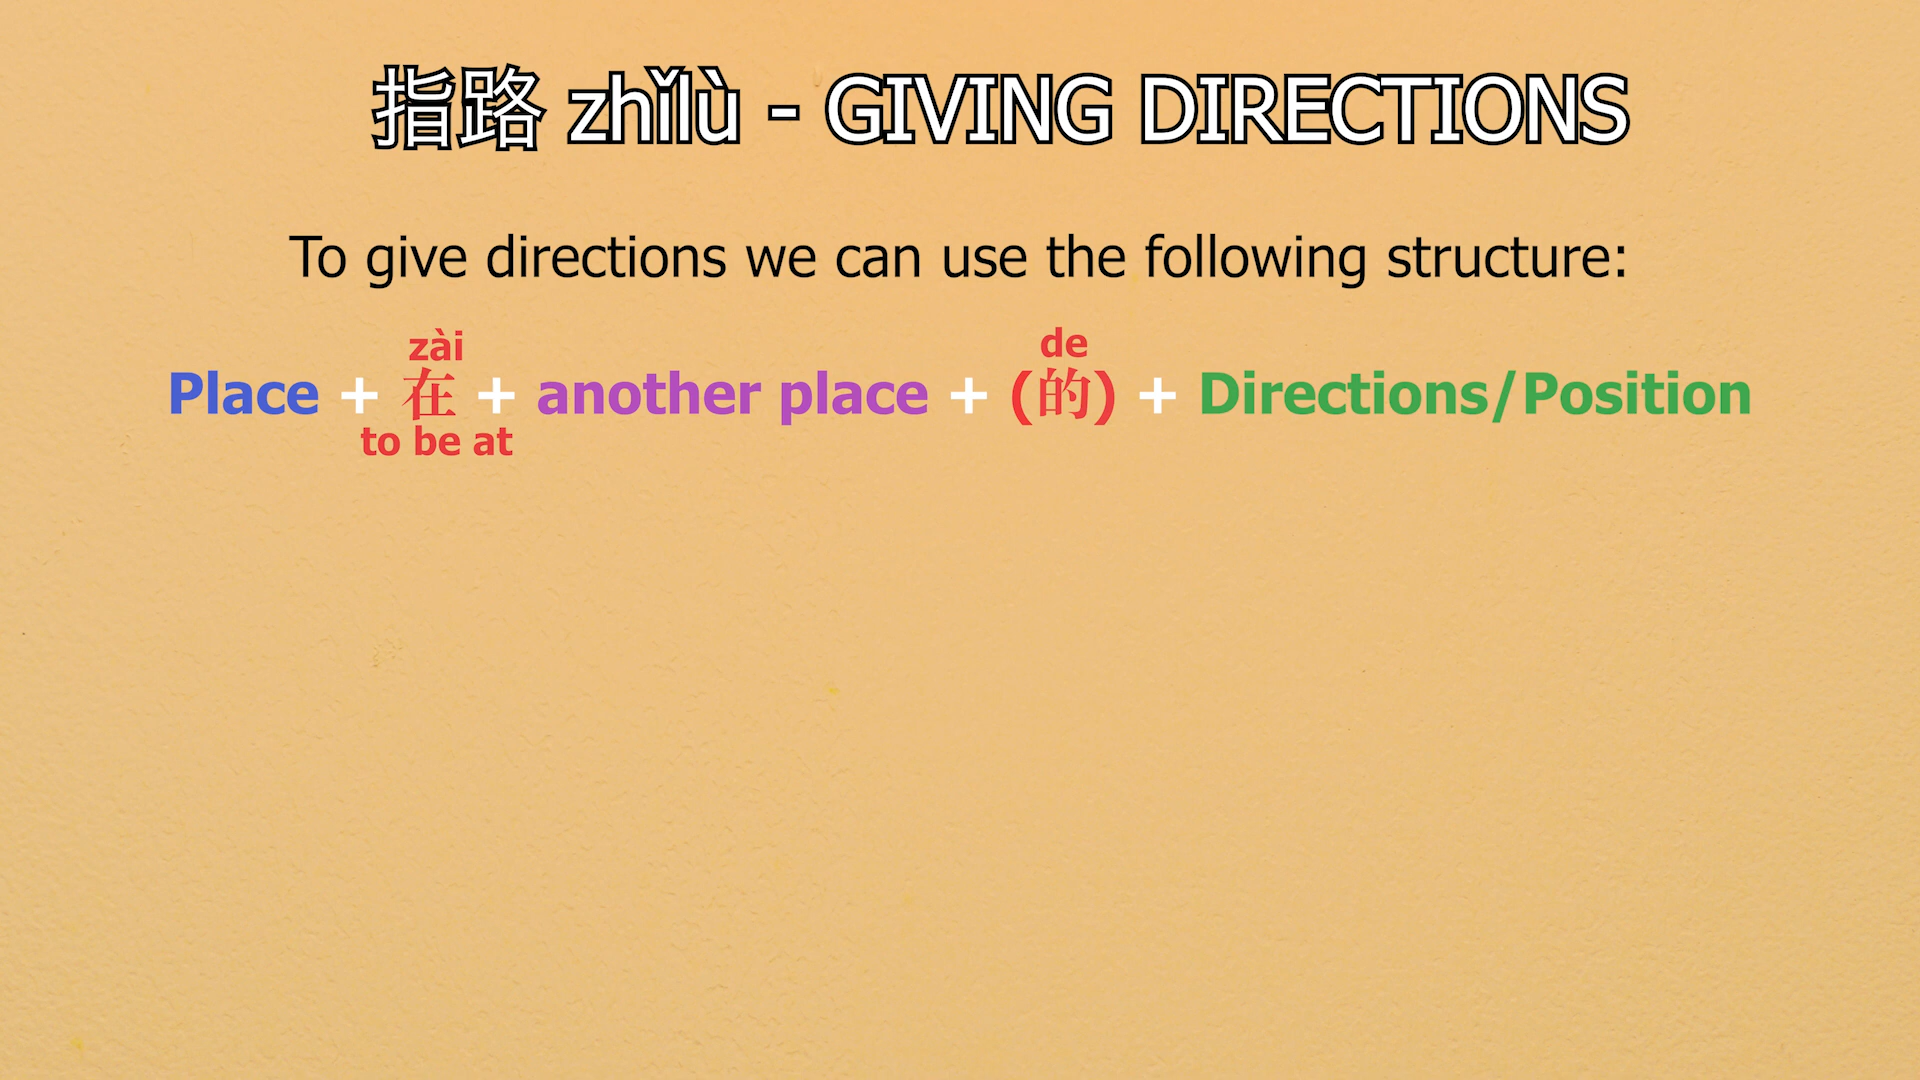 指路 zhǐlù - GIVING DIRECTIONS
To give directions we can use the following structure:
zài de
Place + 在 + another place + (的) + Directions/Position
to be at